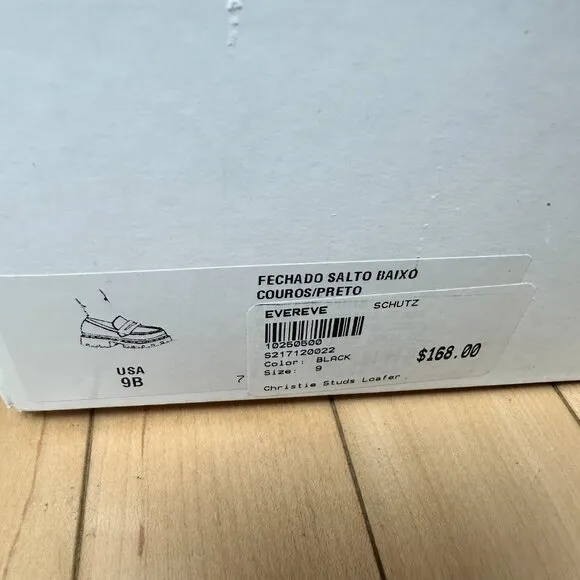 FECHADO SALTO BAIXO
COUROS/PRETO
EVEREVE SCHUTZ
10250500
S217120022
Color: BLACK
Size: 9
$168.00
Christie Studs Loafer
USA
9B
7